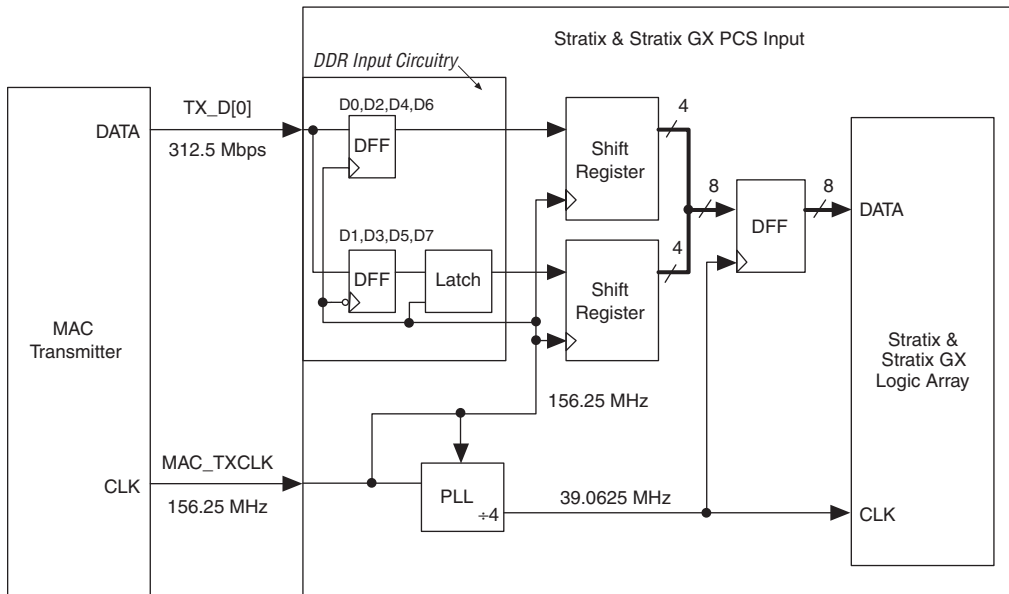 Stratix & Stratix GX PCS Input
DDR Input Circuitry
TX_D[0]
312.5 Mbps
DATA
D0,D2,D4,D6
DFF
Shift
Register
4
D1,D3,D5,D7
DFF
Latch
Shift
Register
4
8
DFF
8
DATA
MAC
Transmitter
Stratix &
Stratix GX
Logic Array
156.25 MHz
MAC_TXCLK
CLK
156.25 MHz
PLL
÷4
39.0625 MHz
CLK